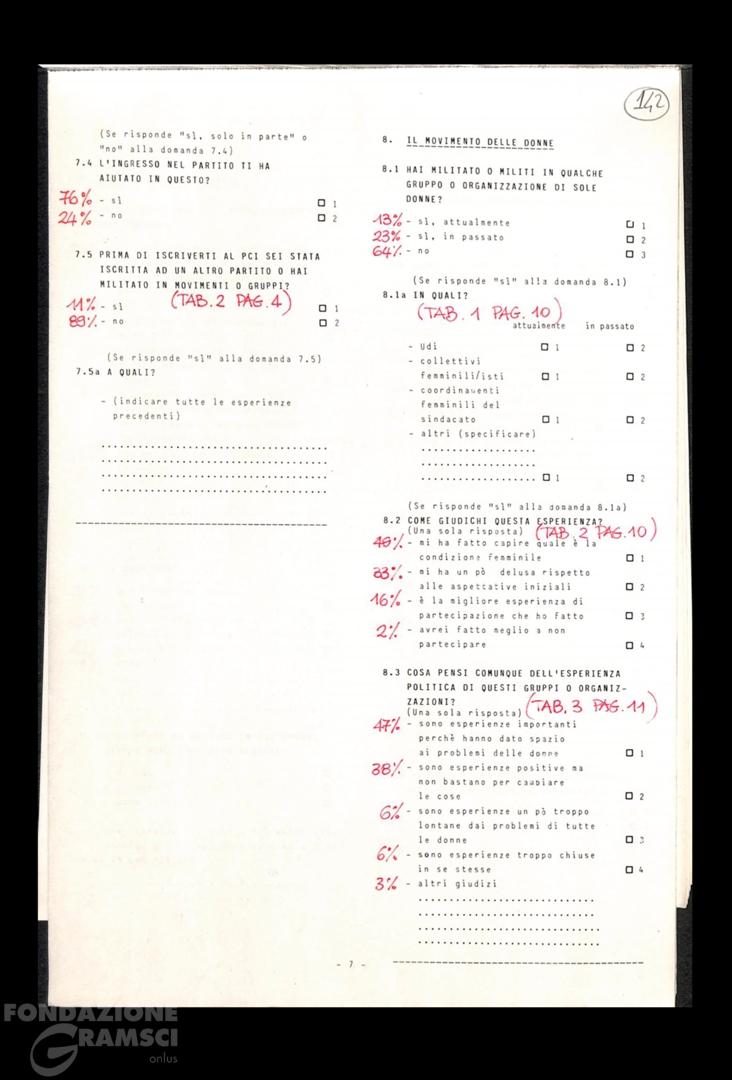 142
(Se risponde "sì, solo in parte" o
"no" alla domanda 7.4)
7.4 L'INGRESSO NEL PARTITO TI HA
AIUTATO IN QUESTO?
76% - sì 1
24% - no 2
7.5 PRIMA DI ISCRIVERTI AL PCI SEI STATA
ISCRITTA AD UN ALTRO PARTITO O HAI
MILITATO IN MOVIMENTI O GRUPPI?
(TAB. 2 PAG. 4)
11% - sì 1
89% - no 2
(Se risponde "sì" alla domanda 7.5)
7.5a A QUALI?
- (indicare tutte le esperienze
precedenti)
8. IL MOVIMENTO DELLE DONNE
8.1 HAI MILITATO O MILITI IN QUALCHE
GRUPPO O ORGANIZZAZIONE DI SOLE
DONNE?
13% - sì, attualmente 1
23% - sì, in passato 2
64% - no 3
(Se risponde "sì" alla domanda 8.1)
8.1a IN QUALI?
(TAB. 1 PAG. 10)
attualmente in passato
- Udi 1 2
- collettivi
femminili/isti 1 2
- coordinamenti
femminili del
sindacato 1 2
- altri (specificare)
1 2
(Se risponde "sì" alla domanda 8.1a)
8.2 COME GIUDICHI QUESTA ESPERIENZA?
(Una sola risposta) (TAB. 2 PAG. 10)
- mi ha fatto capire quale è la
condizione femminile 1
33% - mi ha un pò delusa rispetto
alle aspettative iniziali 2
16% - è la migliore esperienza di
partecipazione che ho fatto 3
2% - avrei fatto meglio a non
partecipare 4
8.3 COSA PENSI COMUNQUE DELL'ESPERIENZA
POLITICA DI QUESTI GRUPPI O ORGANIZ-
ZAZIONI?
(Una sola risposta) (TAB. 3 PAG. 11)
47% - sono esperienze importanti
perchè hanno dato spazio
ai problemi delle donne 1
38% - sono esperienze positive ma
non bastano per cambiare
le cose 2
6% - sono esperienze un pò troppo
lontane dai problemi di tutte
le donne 3
6% - sono esperienze troppo chiuse
in se stesse 4
3% - altri giudizi
- 7 -
FONDAZIONE
GRAMSCI
onlus